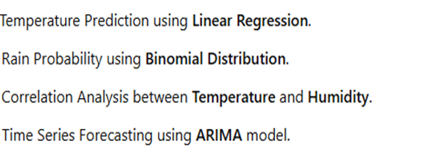 Temperature Prediction using Linear Regression.
Rain Probability using Binomial Distribution.
Correlation Analysis between Temperature and Humidity.
Time Series Forecasting using ARIMA model.